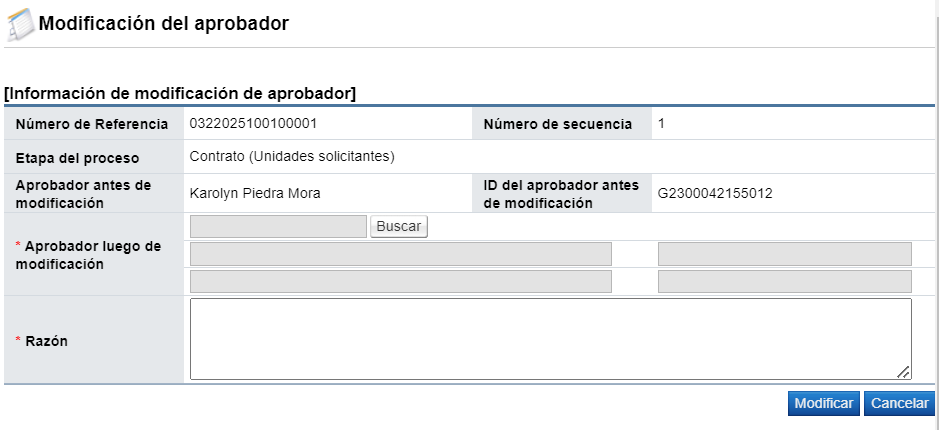 Modificación del aprobador
[Información de modificación de aprobador]
Número de Referencia 0322025100100001 Número de secuencia 1
Etapa del proceso Contrato (Unidades solicitantes)
Aprobador antes de modificación Karolyn Piedra Mora ID del aprobador antes de modificación G2300042155012
* Aprobador luego de modificación Buscar
* Razón
Modificar Cancelar